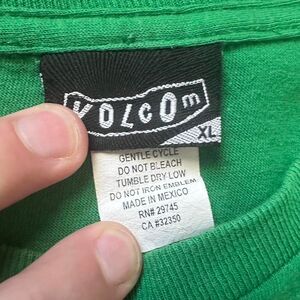 VOLCOm
XL
GENTLE CYCLE
DO NOT BLEACH
TUMBLE DRY LOW
DO NOT IRON EMBLEM
MADE IN MEXICO
RN# 29745
CA #32350